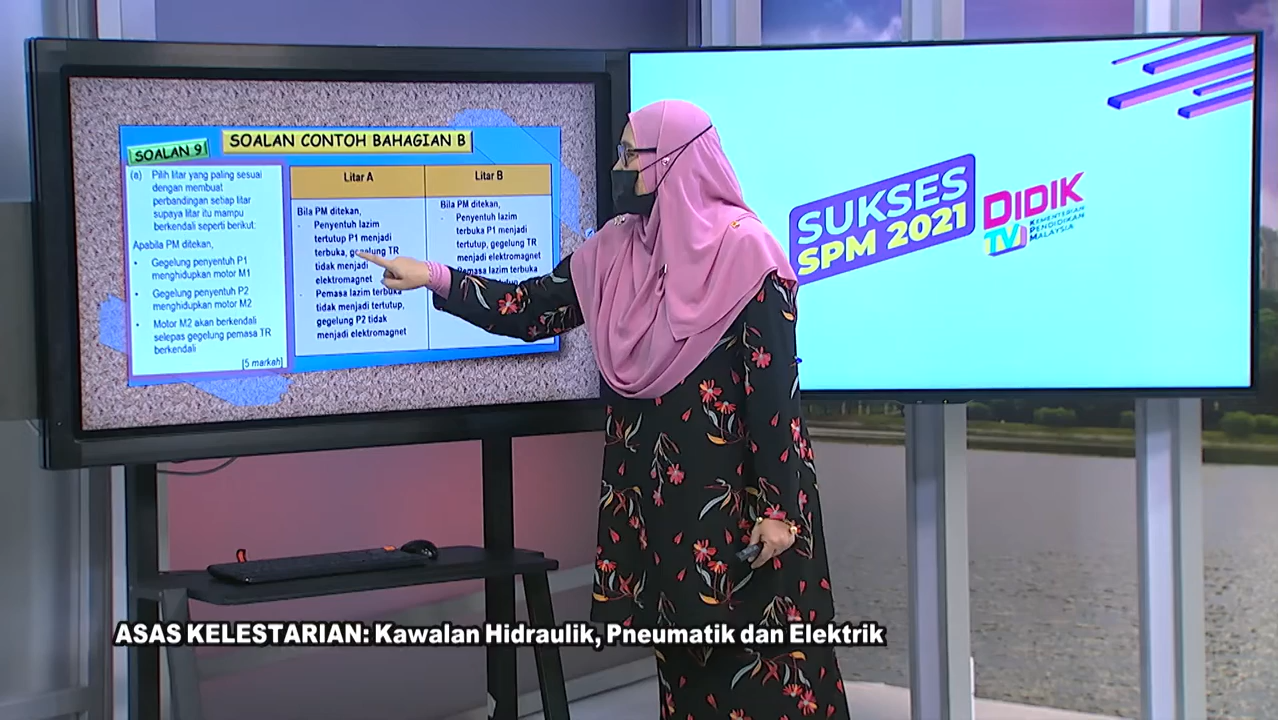 SOALAN CONTOH BAHAGIAN B
SOALAN 9
(a) Pilih litar yang paling sesuai
dengan membuat
perbandingan setiap litar
supaya litar itu mampu
berkendali seperti berikut:
Apabila PM ditekan,
• Gegelung penyentuh P1
menghidupkan motor M1
• Gegelung penyentuh P2
menghidupkan motor M2
• Motor M2 akan berkendali
selepas gegelung pemasa TR
berkendali
[5 markah]
Litar A
Bila PM ditekan,
- Penyentuh lazim
tertutup P1 menjadi
terbuka, gegelung TR
tidak menjadi
elektromagnet
- Pemasa lazim terbuka
tidak menjadi tertutup,
gegelung P2 tidak
menjadi elektromagnet
Litar B
Bila PM ditekan,
- Penyentuh lazim
terbuka P1 menjadi
tertutup, gegelung TR
menjadi elektromagnet
- Pemasa lazim terbuka
SUKSES
SPM 2021
DIDIK
TV
KEMENTERIAN
PENDIDIKAN
MALAYSIA
ASAS KELESTARIAN: Kawalan Hidraulik, Pneumatik dan Elektrik